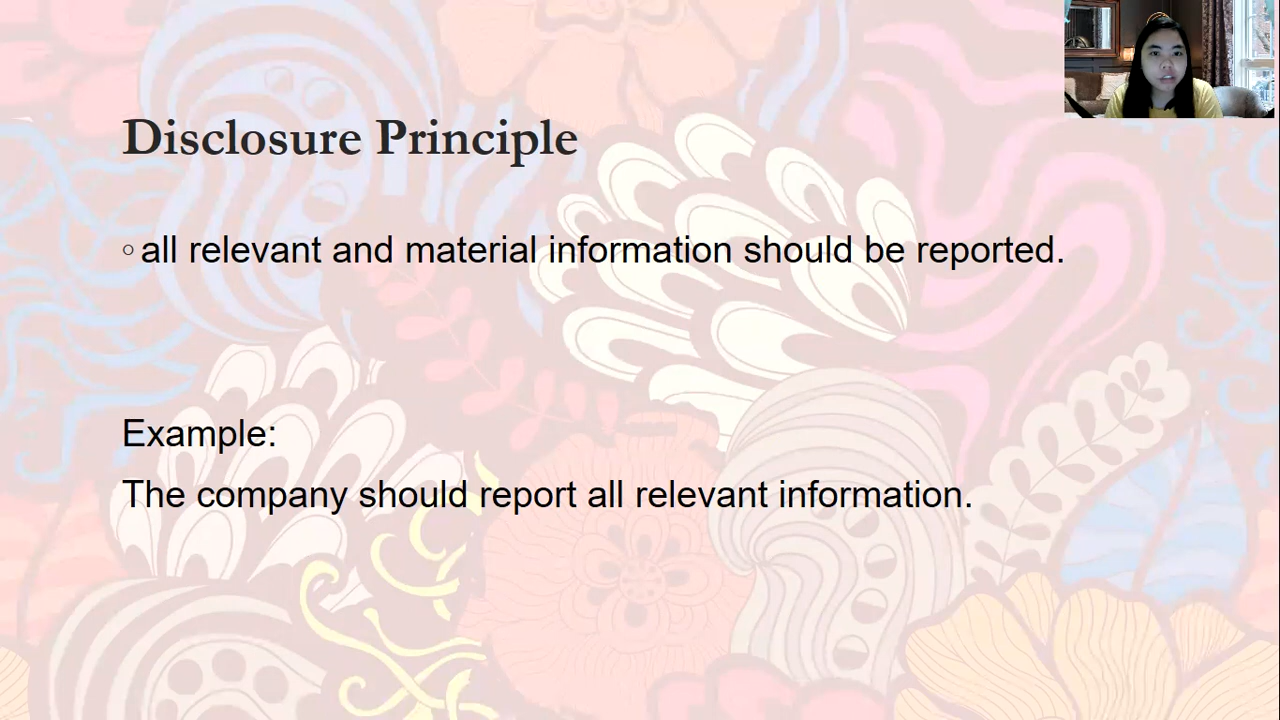 Disclosure Principle
◦ all relevant and material information should be reported.
Example:
The company should report all relevant information.